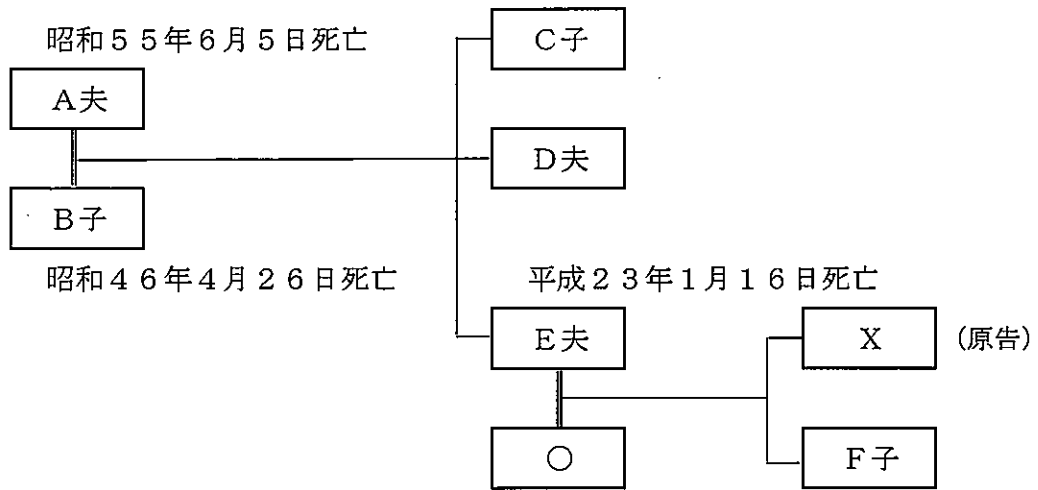 昭和５５年６月５日死亡
A夫
B子
昭和４６年４月２６日死亡
C子
D夫
平成２３年１月１６日死亡
E夫
○
X
（原告）
F子